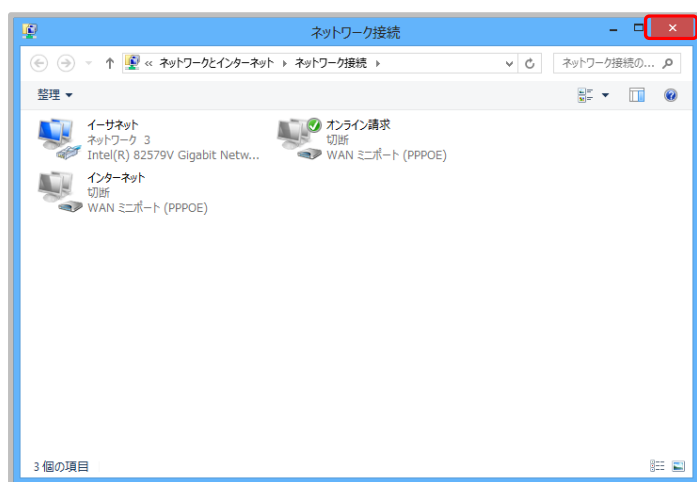 ネットワーク接続
« ネットワークとインターネット ▸ ネットワーク接続 ▸
ネットワーク接続の...
整理 ▼
イーサネット
ネットワーク 3
Intel(R) 82579V Gigabit Netw...
オンライン請求
切断
WAN ミニポート (PPPOE)
インターネット
切断
WAN ミニポート (PPPOE)
3 個の項目